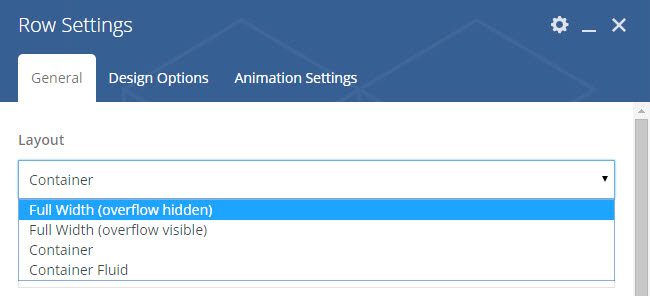 Row Settings
General Design Options Animation Settings
Layout
Container
Full Width (overflow hidden)
Full Width (overflow visible)
Container
Container Fluid